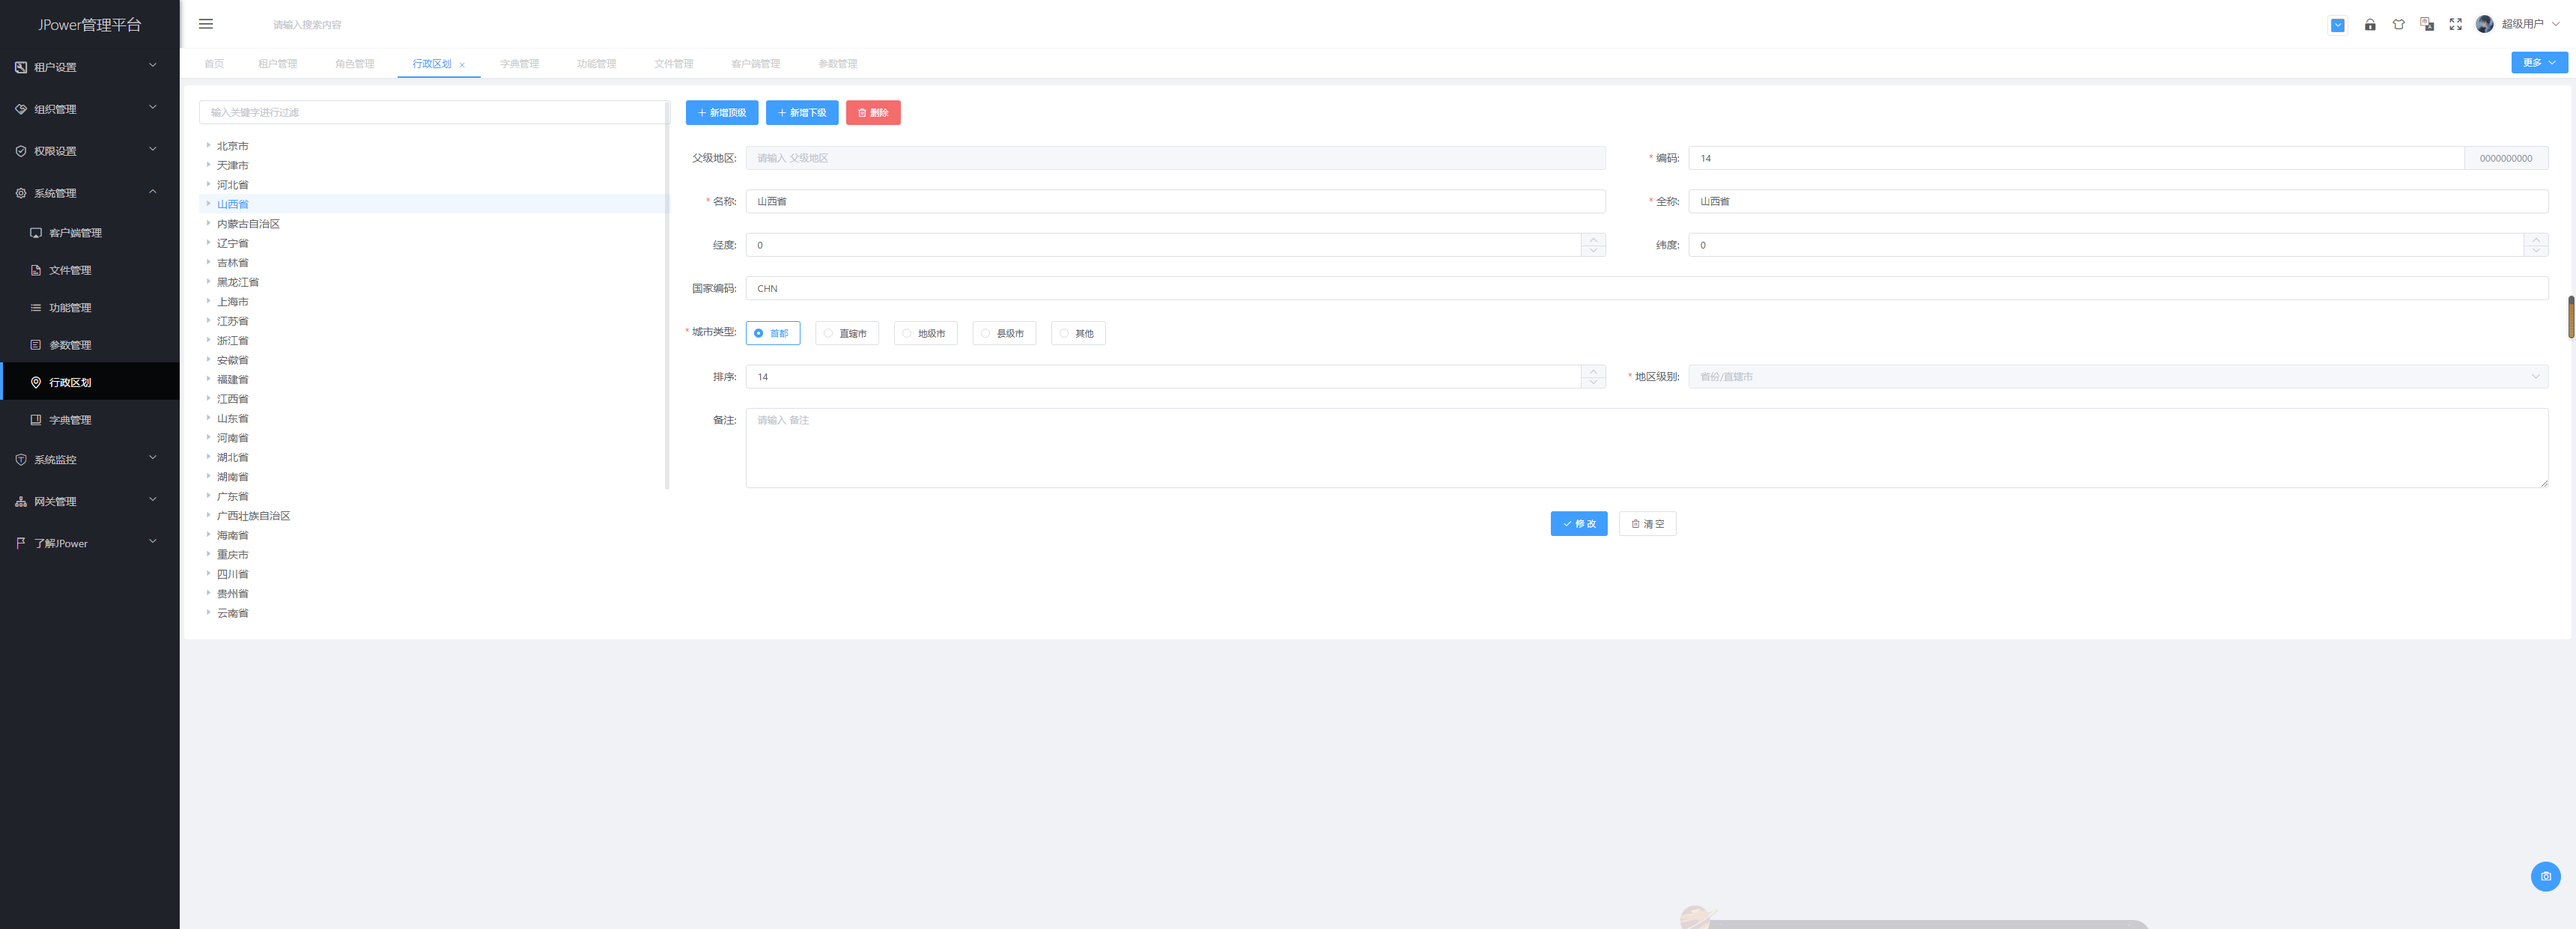 JPower管理平台
请输入搜索内容
超级用户
租户设置
组织管理
权限设置
系统管理
客户端管理
文件管理
功能管理
参数管理
行政区划
字典管理
系统监控
网关管理
了解JPower
首页 租户管理 角色管理 行政区划 字典管理 功能管理 文件管理 客户端管理 参数管理
更多
输入关键字进行过滤
北京市
天津市
河北省
山西省
内蒙古自治区
辽宁省
吉林省
黑龙江省
上海市
江苏省
浙江省
安徽省
福建省
江西省
山东省
河南省
湖北省
湖南省
广东省
广西壮族自治区
海南省
重庆市
四川省
贵州省
云南省
新增顶级 新增下级 删除
父级地区: 请输入 父级地区 * 编码: 14 0000000000
* 名称: 山西省 * 全称: 山西省
经度: 0 纬度: 0
国家编码: CHN
* 城市类型: 首都 直辖市 地级市 县级市 其他
排序: 14 * 地区级别: 省份/直辖市
备注: 请输入 备注
修 改 清 空